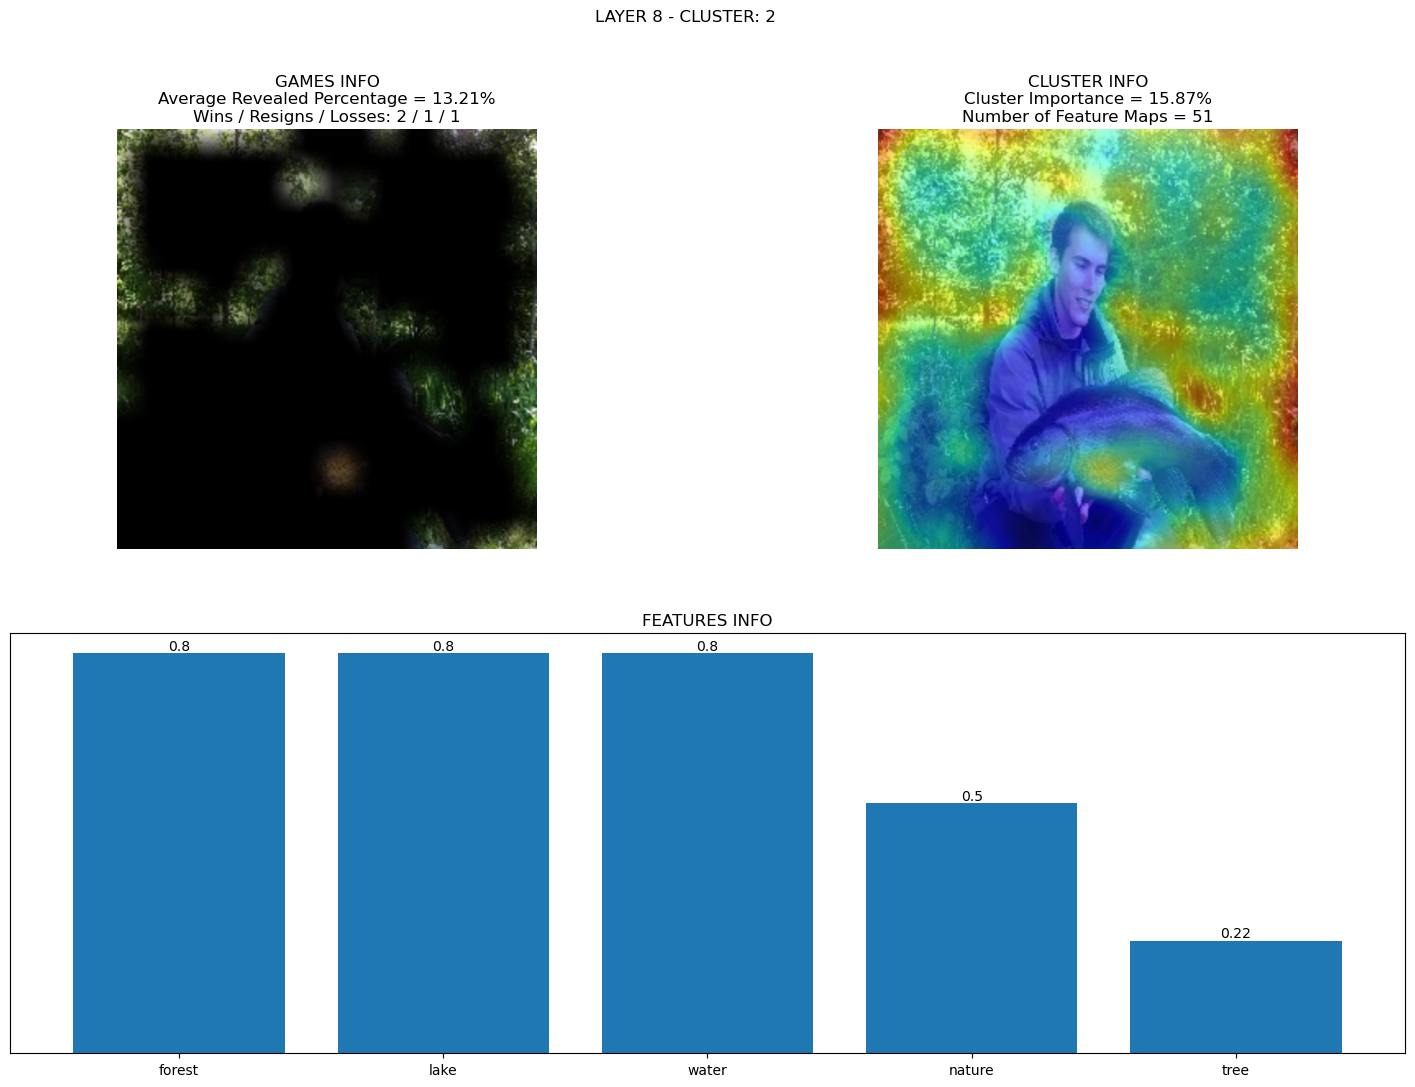 LAYER 8 - CLUSTER: 2
GAMES INFO
Average Revealed Percentage = 13.21%
Wins / Resigns / Losses: 2 / 1 / 1
CLUSTER INFO
Cluster Importance = 15.87%
Number of Feature Maps = 51
FEATURES INFO
0.8
0.8
0.8
0.5
0.22
forest
lake
water
nature
tree